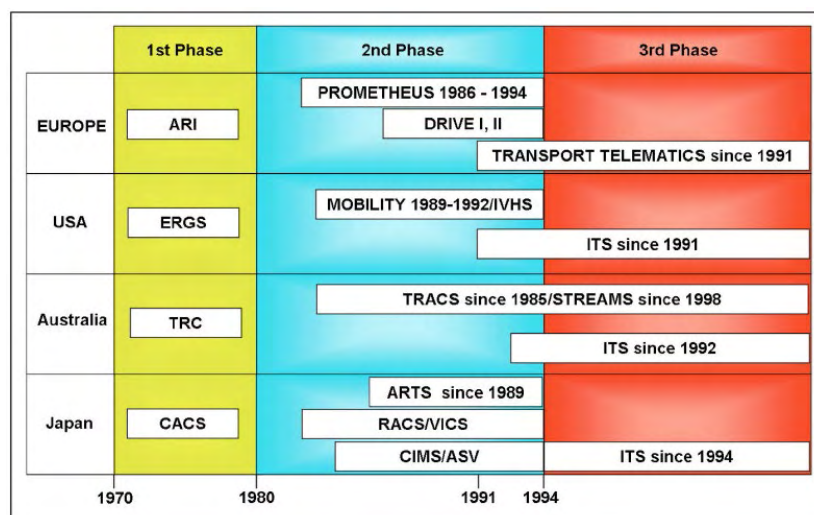 1st Phase 2nd Phase 3rd Phase
EUROPE
ARI
PROMETHEUS 1986 - 1994
DRIVE I, II
TRANSPORT TELEMATICS since 1991
USA
ERGS
MOBILITY 1989-1992/IVHS
ITS since 1991
Australia
TRC
TRACS since 1985/STREAMS since 1998
ITS since 1992
Japan
CACS
ARTS since 1989
RACS/VICS
CIMS/ASV
ITS since 1994
1970 1980 1991 1994